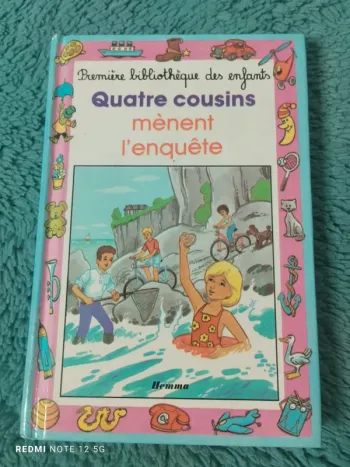 Première bibliothèque des enfants
Quatre cousins
mènent
l'enquête
Hemma
REDMI NOTE 12 5G